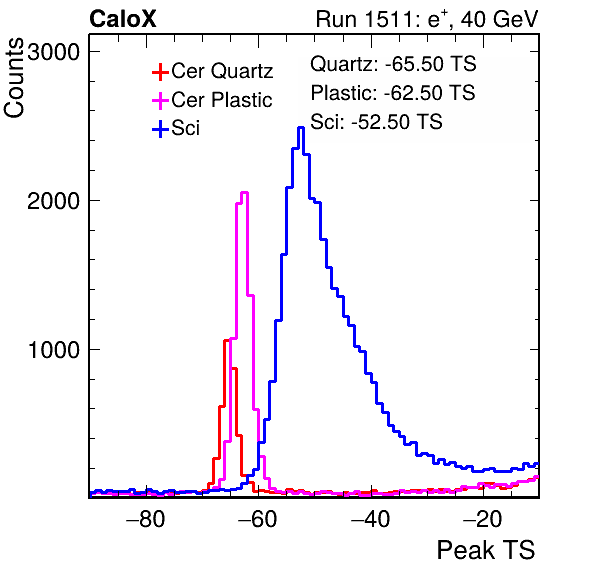 CaloX
Run 1511: e⁺, 40 GeV
Counts
3000
2000
1000
Cer Quartz
Cer Plastic
Sci
Quartz: -65.50 TS
Plastic: -62.50 TS
Sci: -52.50 TS
−80
−60
−40
−20
Peak TS